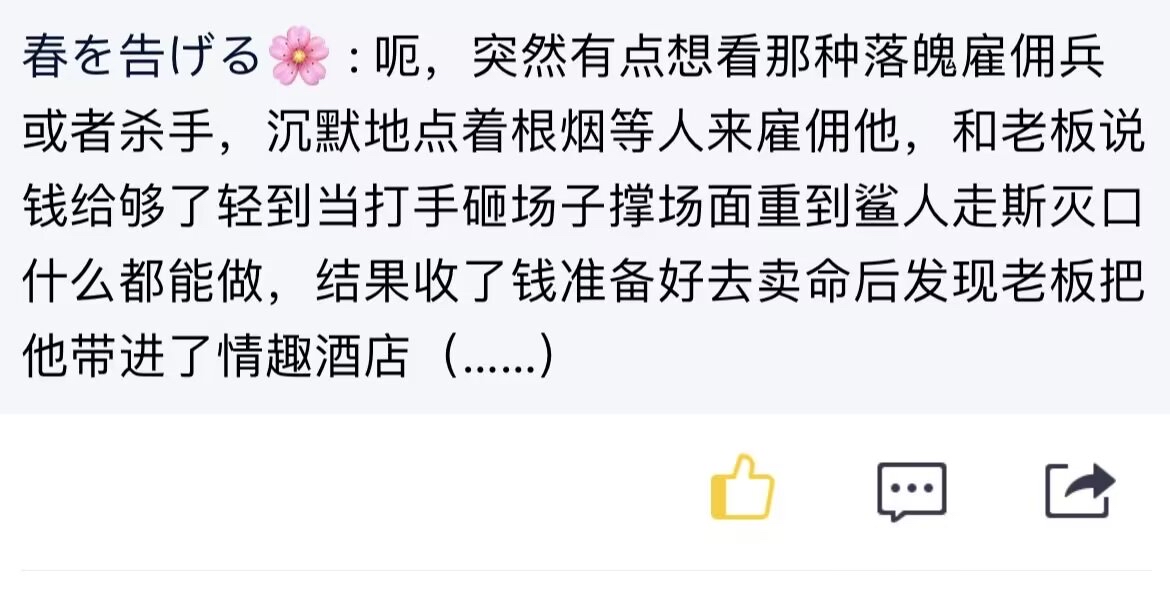 春を告げる🌸：呃，突然有点想看那种落魄雇佣兵
或者杀手，沉默地点着根烟等人来雇佣他，和老板说
钱给够了轻到当打手砸场子撑场面重到鲨人走斯灭口
什么都能做，结果收了钱准备好去卖命后发现老板把
他带进了情趣酒店（......）